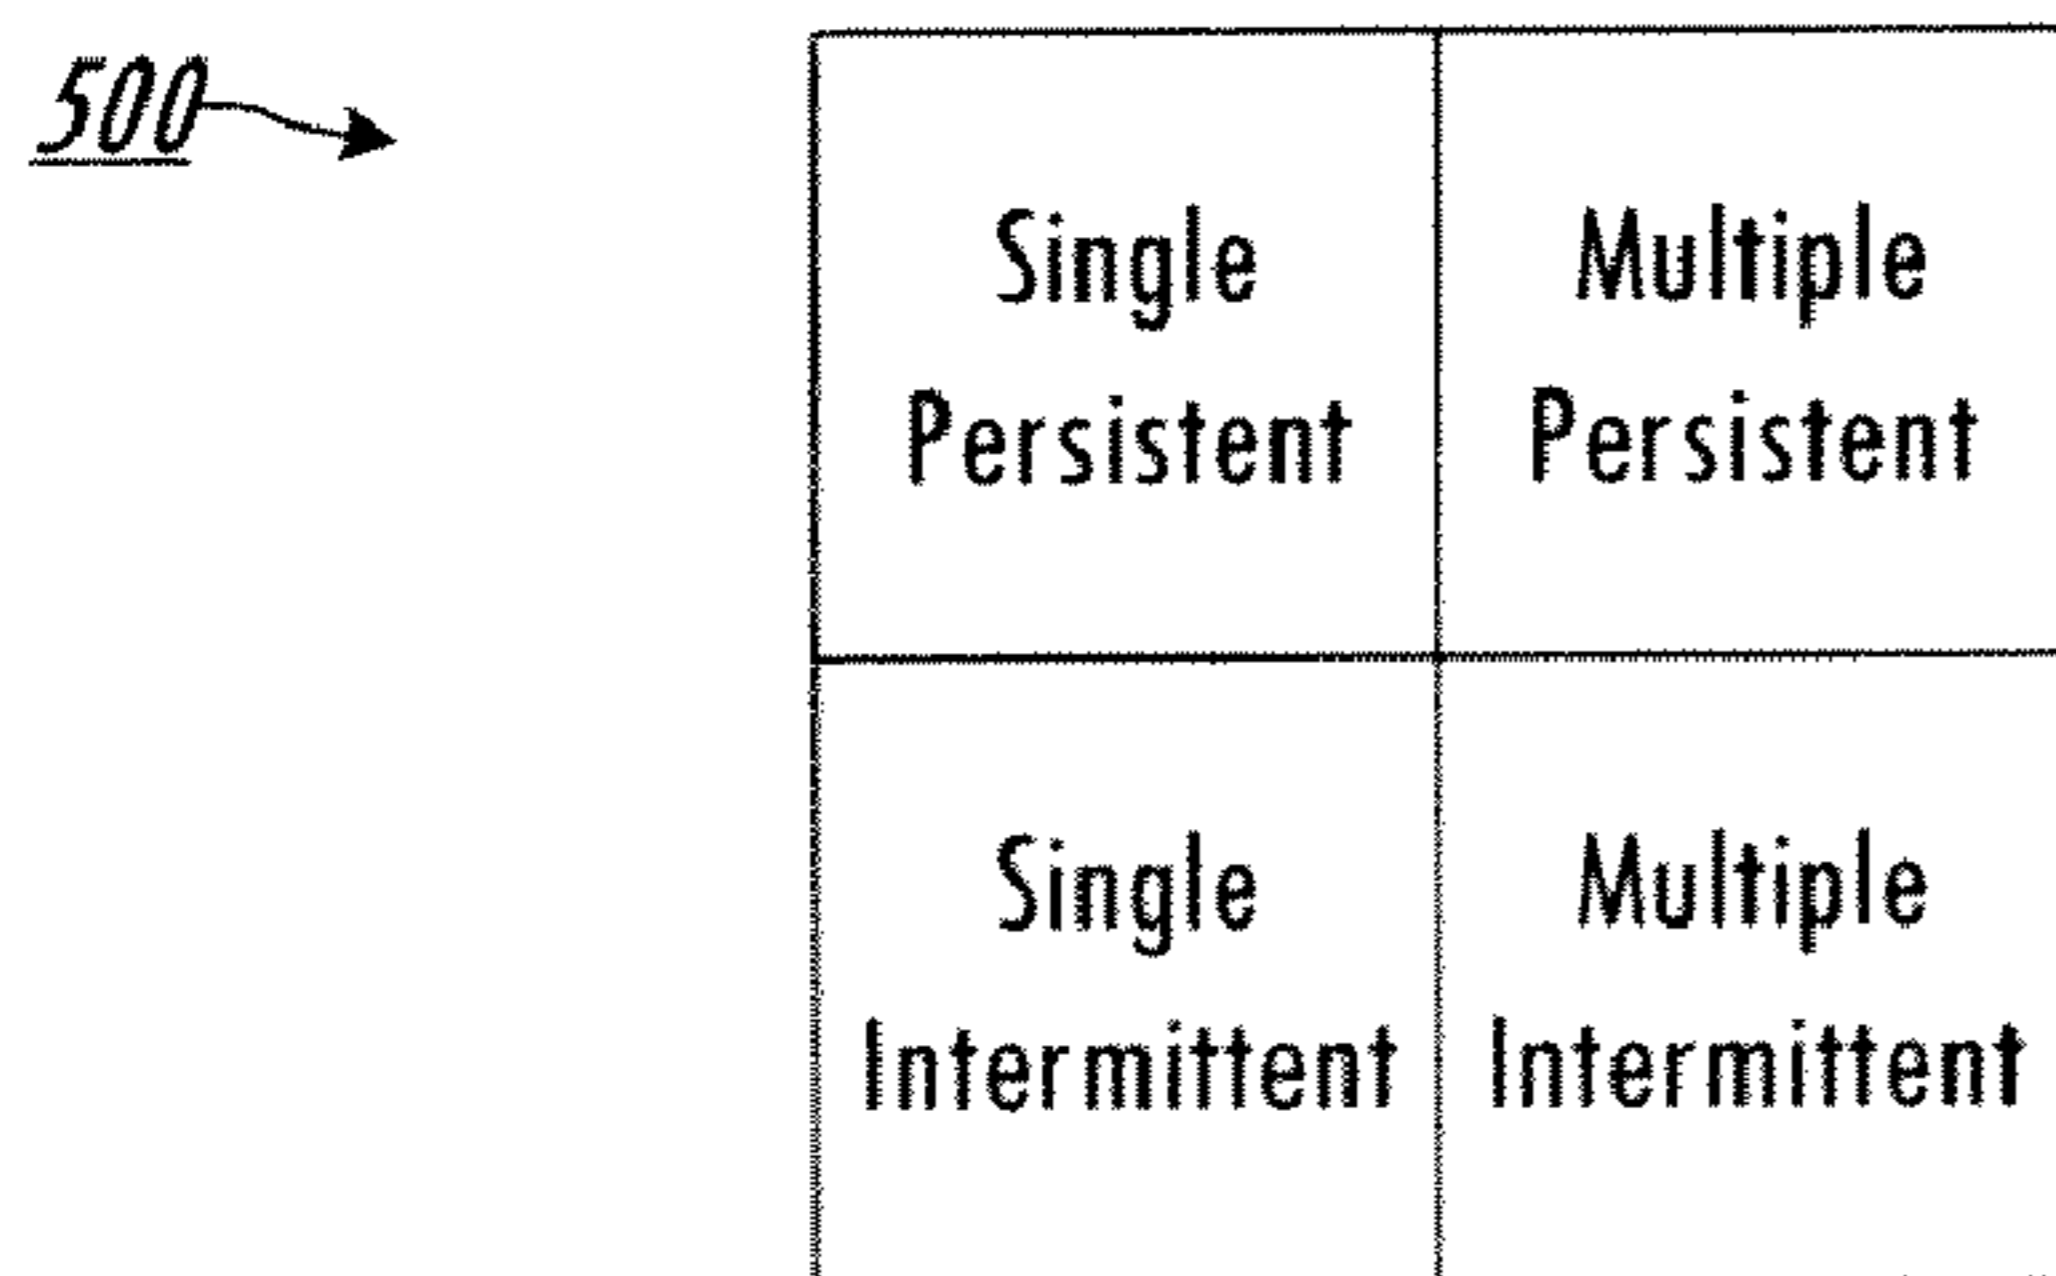 500
Single
Persistent
Multiple
Persistent
Single
Intermittent
Multiple
Intermittent